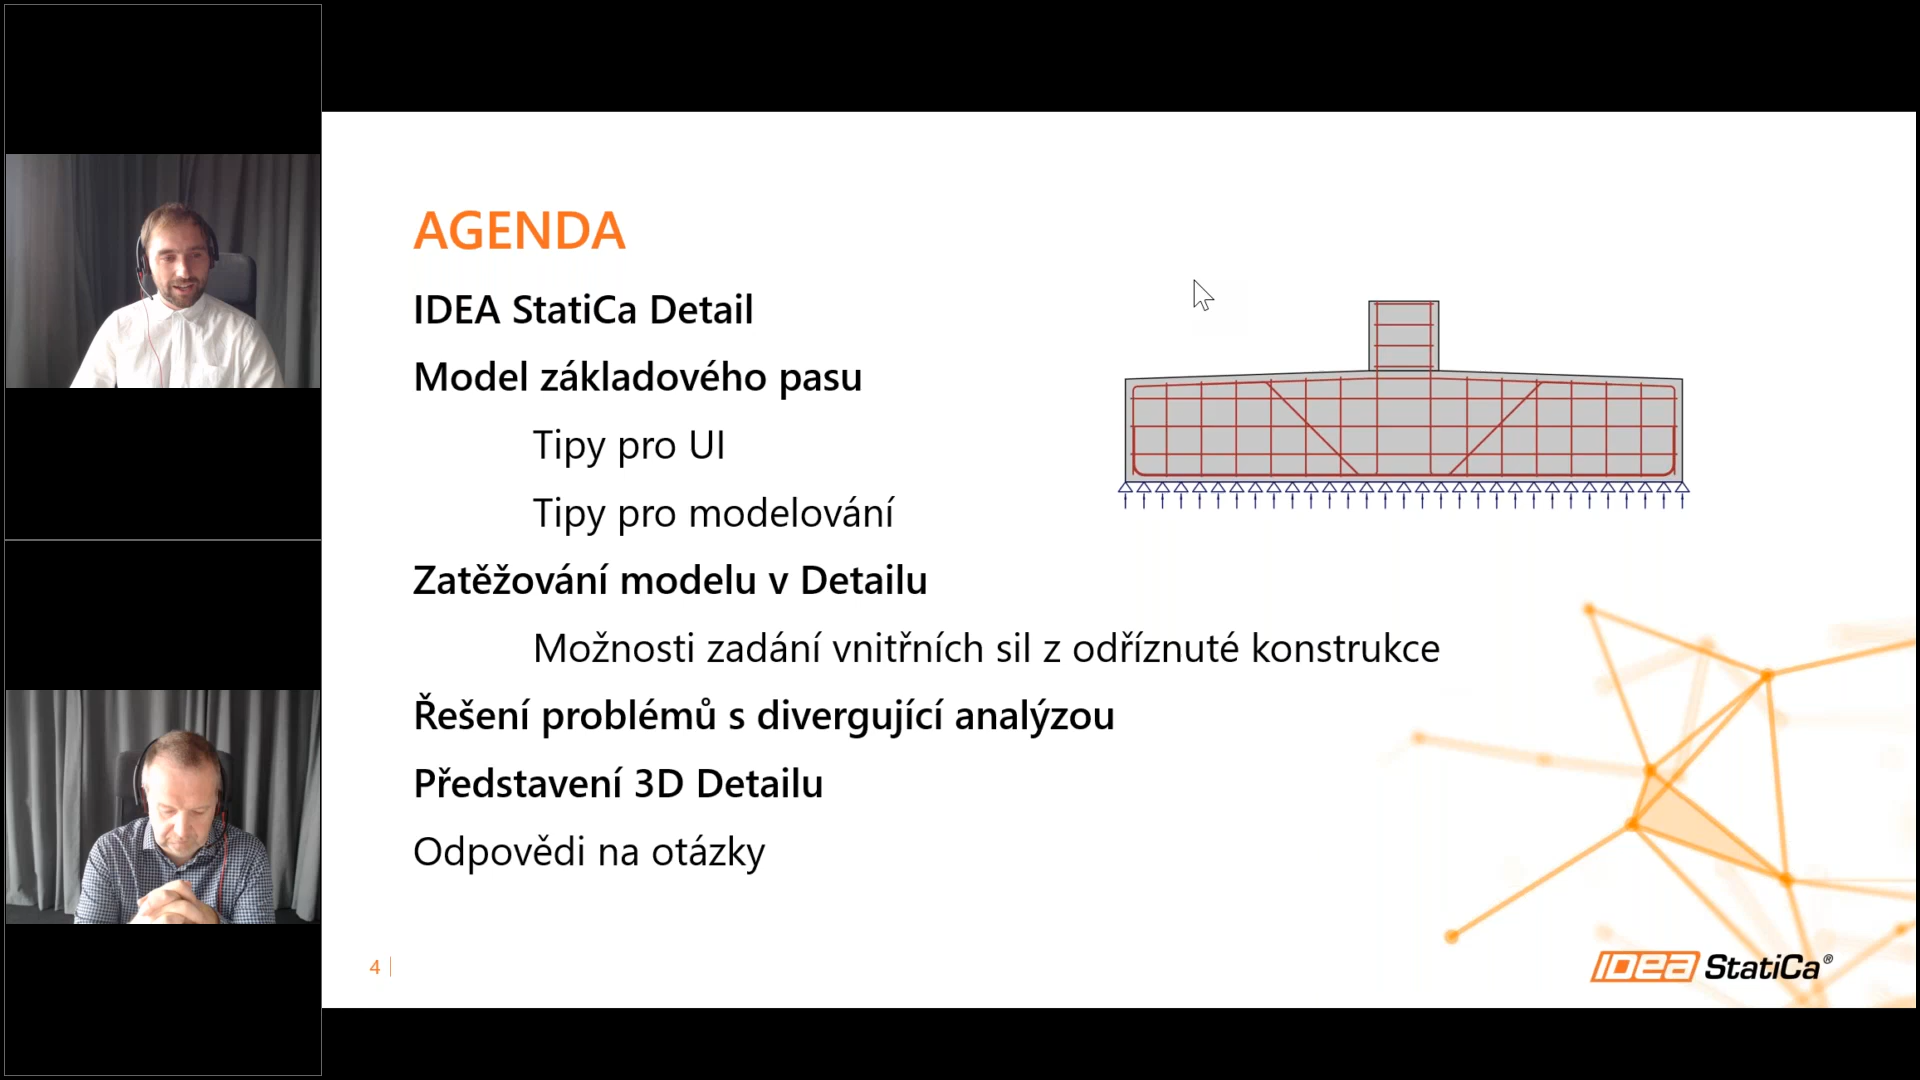 AGENDA
IDEA StatiCa Detail
Model základového pasu
Tipy pro UI
Tipy pro modelování
Zatěžování modelu v Detailu
Možnosti zadání vnitřních sil z odříznuté konstrukce
Řešení problémů s divergující analýzou
Představení 3D Detailu
Odpovědi na otázky
4
IDEA StatiCa®